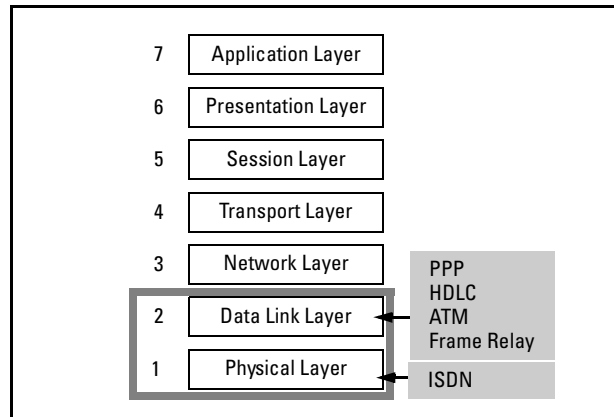 7 Application Layer
6 Presentation Layer
5 Session Layer
4 Transport Layer
3 Network Layer
2 Data Link Layer
1 Physical Layer
PPP
HDLC
ATM
Frame Relay
ISDN